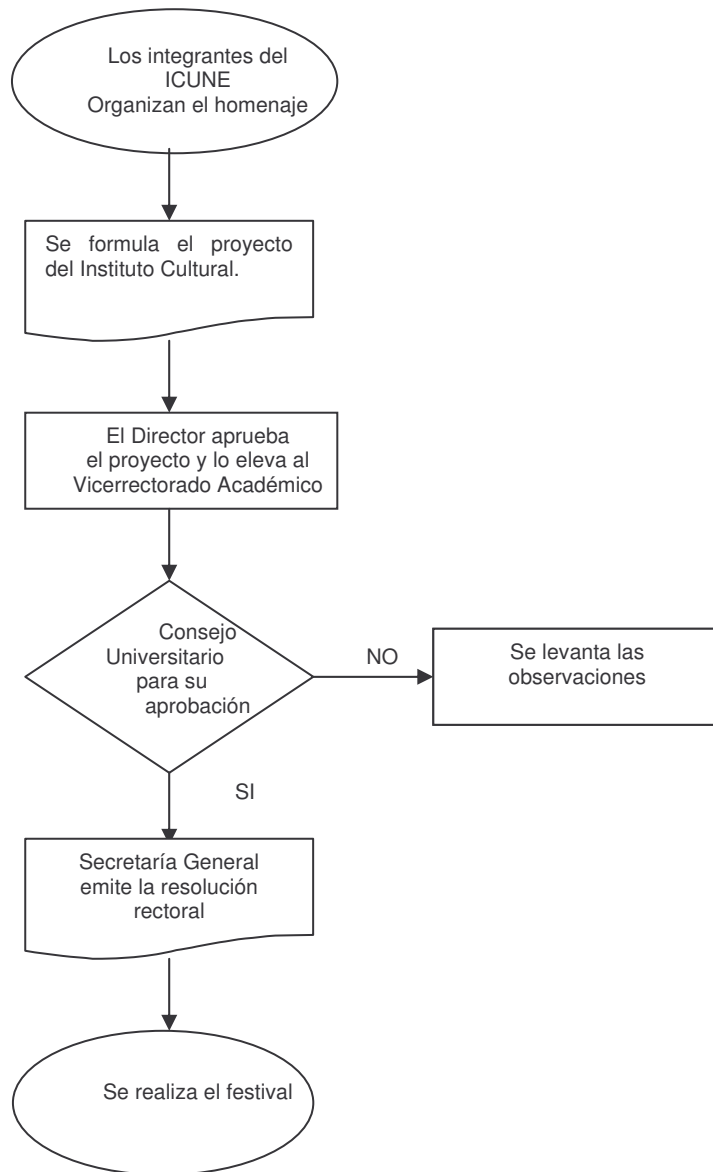 Los integrantes del
ICUNE
Organizan el homenaje
Se formula el proyecto
del Instituto Cultural.
El Director aprueba
el proyecto y lo eleva al
Vicerrectorado Académico
Consejo
Universitario
para su
aprobación
NO
Se levanta las
observaciones
SI
Secretaría General
emite la resolución
rectoral
Se realiza el festival